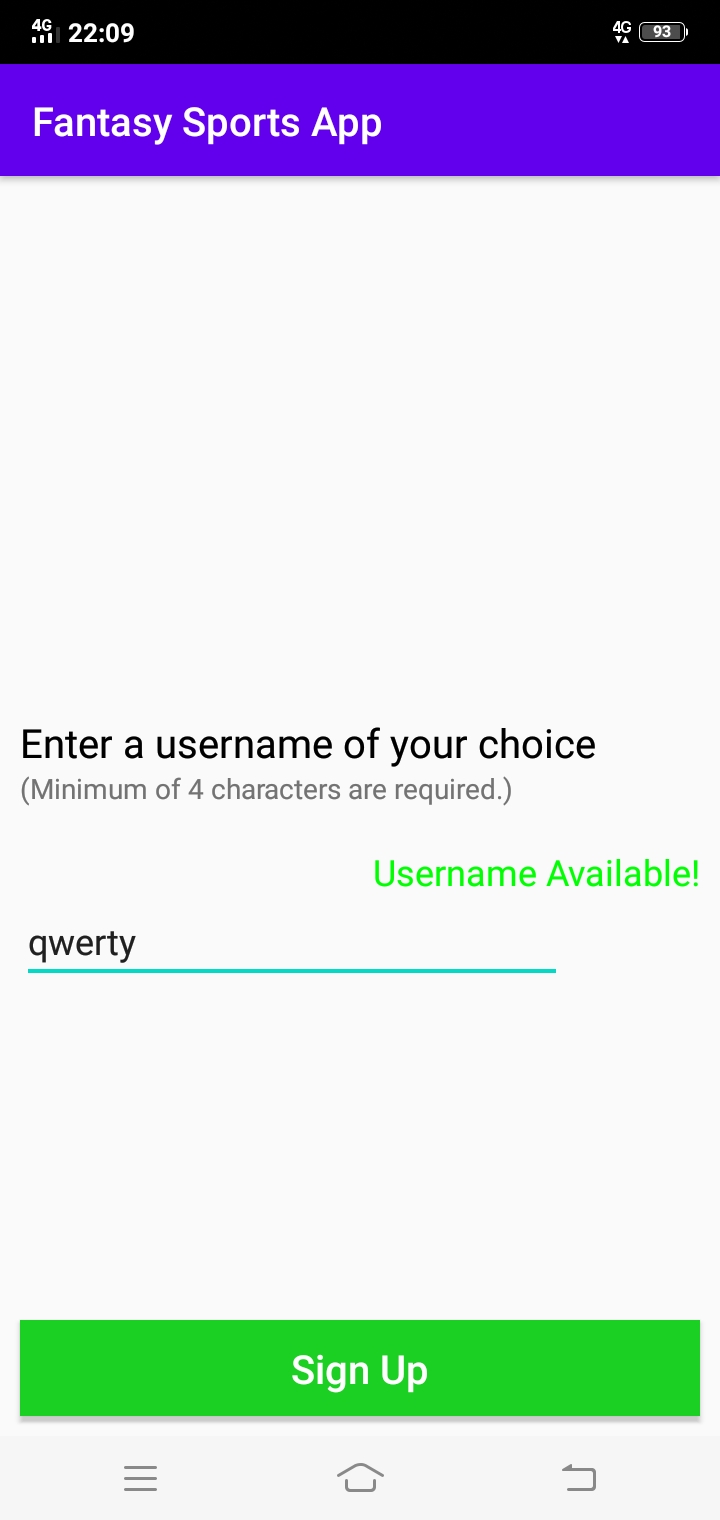 4G 22:09 4G 93
Fantasy Sports App
Enter a username of your choice
(Minimum of 4 characters are required.)
Username Available!
qwerty
Sign Up